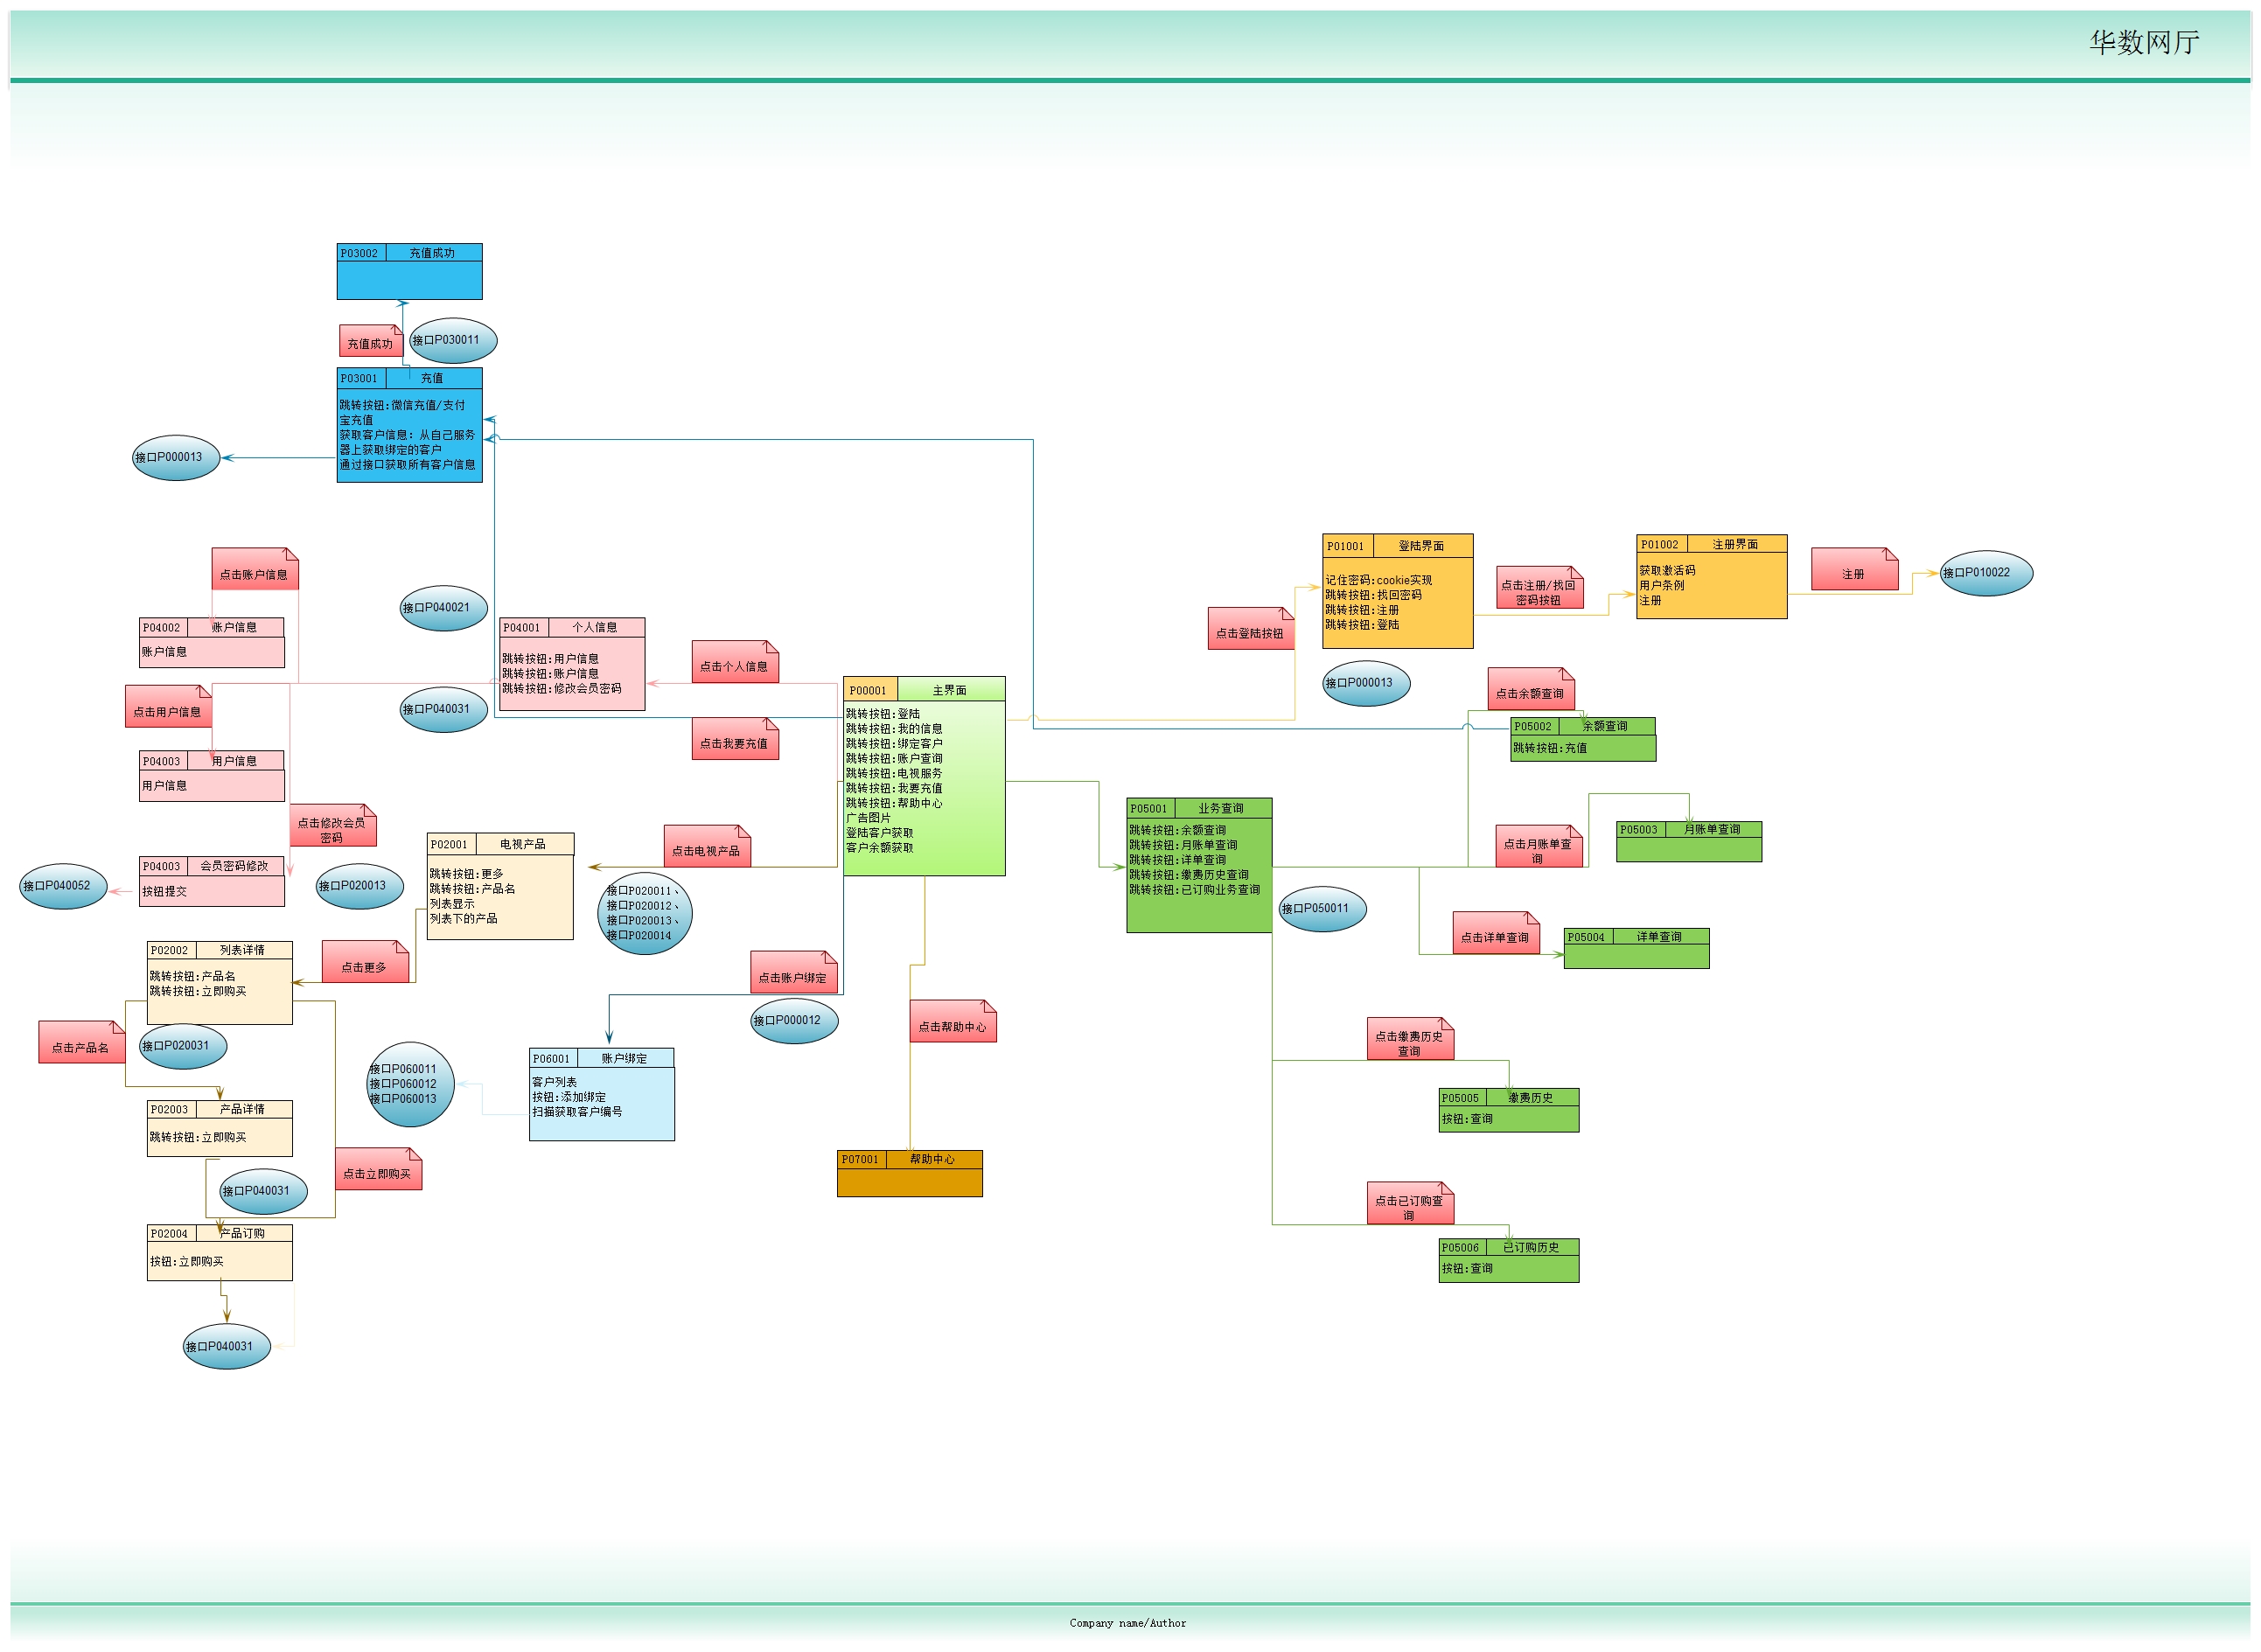 华数网厅
P03002 充值成功
充值成功
接口P030011
P03001 充值
跳转按钮:微信充值/支付
宝充值
获取客户信息: 从自己服务
器上获取绑定的客户
通过接口获取所有客户信息
接口P000013
点击账户信息
P04002 账户信息
账户信息
点击用户信息
P04003 用户信息
用户信息
点击修改会员
密码
P04003 会员密码修改
按钮提交
接口P040052
接口P040021
接口P040031
接口P020013
P04001 个人信息
跳转按钮:用户信息
跳转按钮:账户信息
跳转按钮:修改会员密码
点击个人信息
点击我要充值
P00001 主界面
跳转按钮:登陆
跳转按钮:我的信息
跳转按钮:绑定客户
跳转按钮:账户查询
跳转按钮:电视服务
跳转按钮:我要充值
跳转按钮:帮助中心
广告图片
登陆客户获取
客户余额获取
点击登陆按钮
P01001 登陆界面
记住密码:cookie实现
跳转按钮:找回密码
跳转按钮:注册
跳转按钮:登陆
接口P000013
点击注册/找回
密码按钮
P01002 注册界面
获取激活码
用户条例
注册
注册
接口P010022
点击余额查询
P05002 余额查询
跳转按钮:充值
P05001 业务查询
跳转按钮:余额查询
跳转按钮:月账单查询
跳转按钮:详单查询
跳转按钮:缴费历史查询
跳转按钮:已订购业务查询
接口P050011
点击月账单查
询
P05003 月账单查询
点击详单查询
P05004 详单查询
点击缴费历史
查询
P05005 缴费历史
按钮:查询
点击已订购查
询
P05006 已订购历史
按钮:查询
点击电视产品
P02001 电视产品
跳转按钮:更多
跳转按钮:产品名
列表显示
列表下的产品
接口P020011、
接口P020012、
接口P020013、
接口P020014
点击更多
P02002 列表详情
跳转按钮:产品名
跳转按钮:立即购买
点击产品名
接口P020031
P02003 产品详情
跳转按钮:立即购买
点击立即购买
接口P040031
P02004 产品订购
按钮:立即购买
接口P040031
点击账户绑定
接口P000012
P06001 账户绑定
客户列表
按钮:添加绑定
扫描获取客户编号
接口P060011
接口P060012
接口P060013
点击帮助中心
P07001 帮助中心
Company name/Author